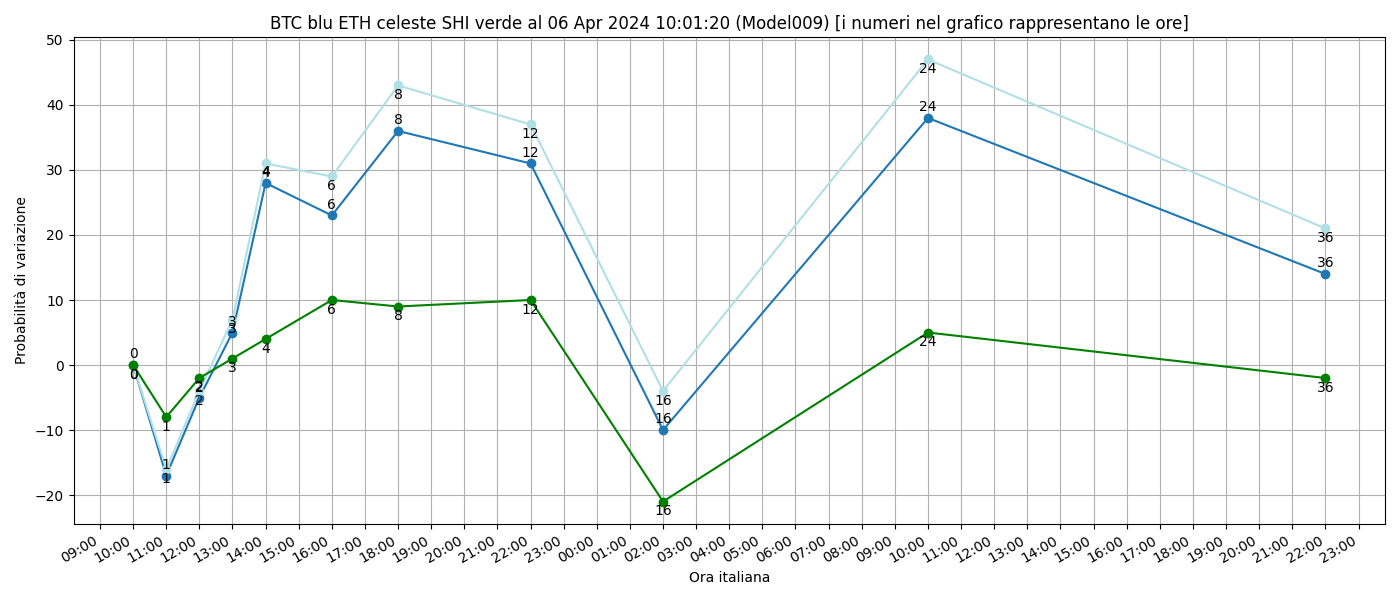 BTC blu ETH celeste SHI verde al 06 Apr 2024 10:01:20 (Model009) [i numeri nel grafico rappresentano le ore]
Probabilità di variazione
50
40
30
20
10
0
−10
−20
0 1 2 3 4 6 8 12 16 24 36
0 1 2 3 4 6 8 12 16 24 36
0 1 2 3 4 6 8 12 16 24 36
09:00 10:00 11:00 12:00 13:00 14:00 15:00 16:00 17:00 18:00 19:00 20:00 21:00 22:00 23:00 00:00 01:00 02:00 03:00 04:00 05:00 06:00 07:00 08:00 09:00 10:00 11:00 12:00 13:00 14:00 15:00 16:00 17:00 18:00 19:00 20:00 21:00 22:00 23:00
Ora italiana